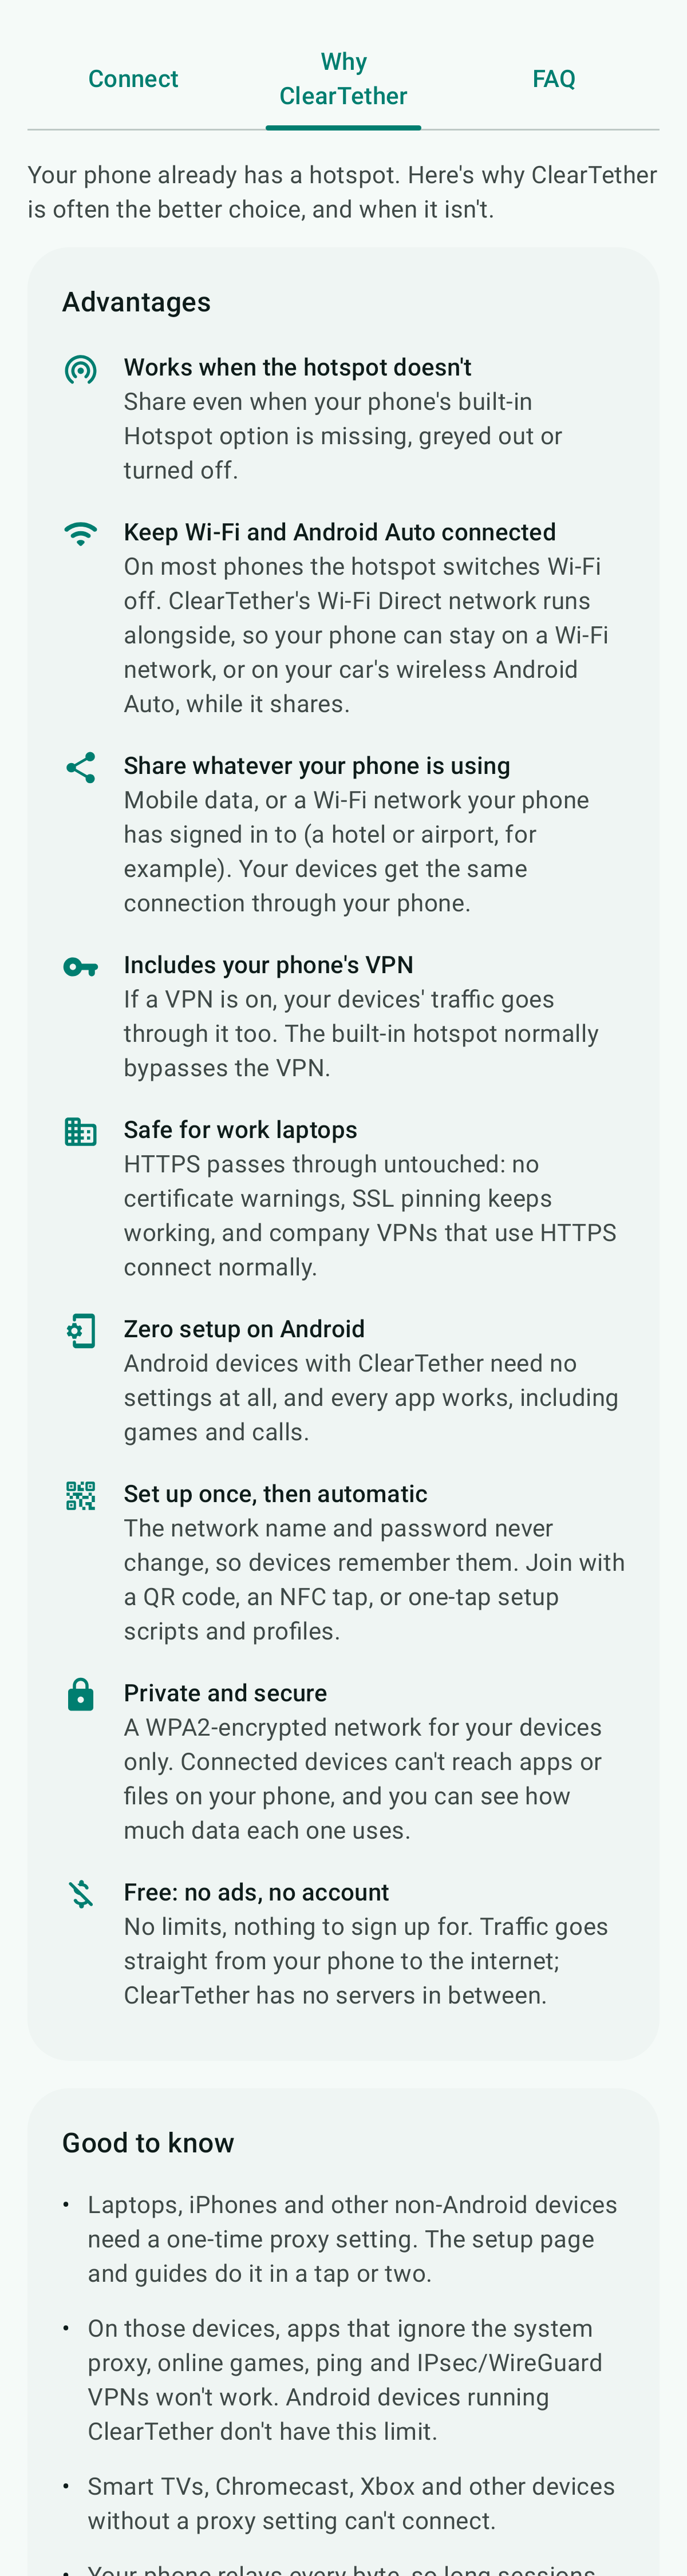 Connect
Why
ClearTether
FAQ
Your phone already has a hotspot. Here's why ClearTether
is often the better choice, and when it isn't.
Advantages
Works when the hotspot doesn't
Share even when your phone's built-in
Hotspot option is missing, greyed out or
turned off.
Keep Wi-Fi and Android Auto connected
On most phones the hotspot switches Wi-Fi
off. ClearTether's Wi-Fi Direct network runs
alongside, so your phone can stay on a Wi-Fi
network, or on your car's wireless Android
Auto, while it shares.
Share whatever your phone is using
Mobile data, or a Wi-Fi network your phone
has signed in to (a hotel or airport, for
example). Your devices get the same
connection through your phone.
Includes your phone's VPN
If a VPN is on, your devices' traffic goes
through it too. The built-in hotspot normally
bypasses the VPN.
Safe for work laptops
HTTPS passes through untouched: no
certificate warnings, SSL pinning keeps
working, and company VPNs that use HTTPS
connect normally.
Zero setup on Android
Android devices with ClearTether need no
settings at all, and every app works, including
games and calls.
Set up once, then automatic
The network name and password never
change, so devices remember them. Join with
a QR code, an NFC tap, or one-tap setup
scripts and profiles.
Private and secure
A WPA2-encrypted network for your devices
only. Connected devices can't reach apps or
files on your phone, and you can see how
much data each one uses.
Free: no ads, no account
No limits, nothing to sign up for. Traffic goes
straight from your phone to the internet;
ClearTether has no servers in between.
Good to know
• Laptops, iPhones and other non-Android devices
need a one-time proxy setting. The setup page
and guides do it in a tap or two.
• On those devices, apps that ignore the system
proxy, online games, ping and IPsec/WireGuard
VPNs won't work. Android devices running
ClearTether don't have this limit.
• Smart TVs, Chromecast, Xbox and other devices
without a proxy setting can't connect.
• Your phone relays every byte, so long sessions